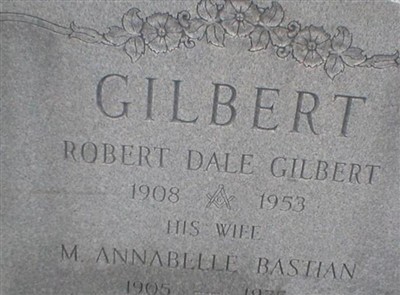 GILBERT
ROBERT DALE GILBERT
1908 1953
HIS WIFE
M. ANNABELLE BASTIAN
1905